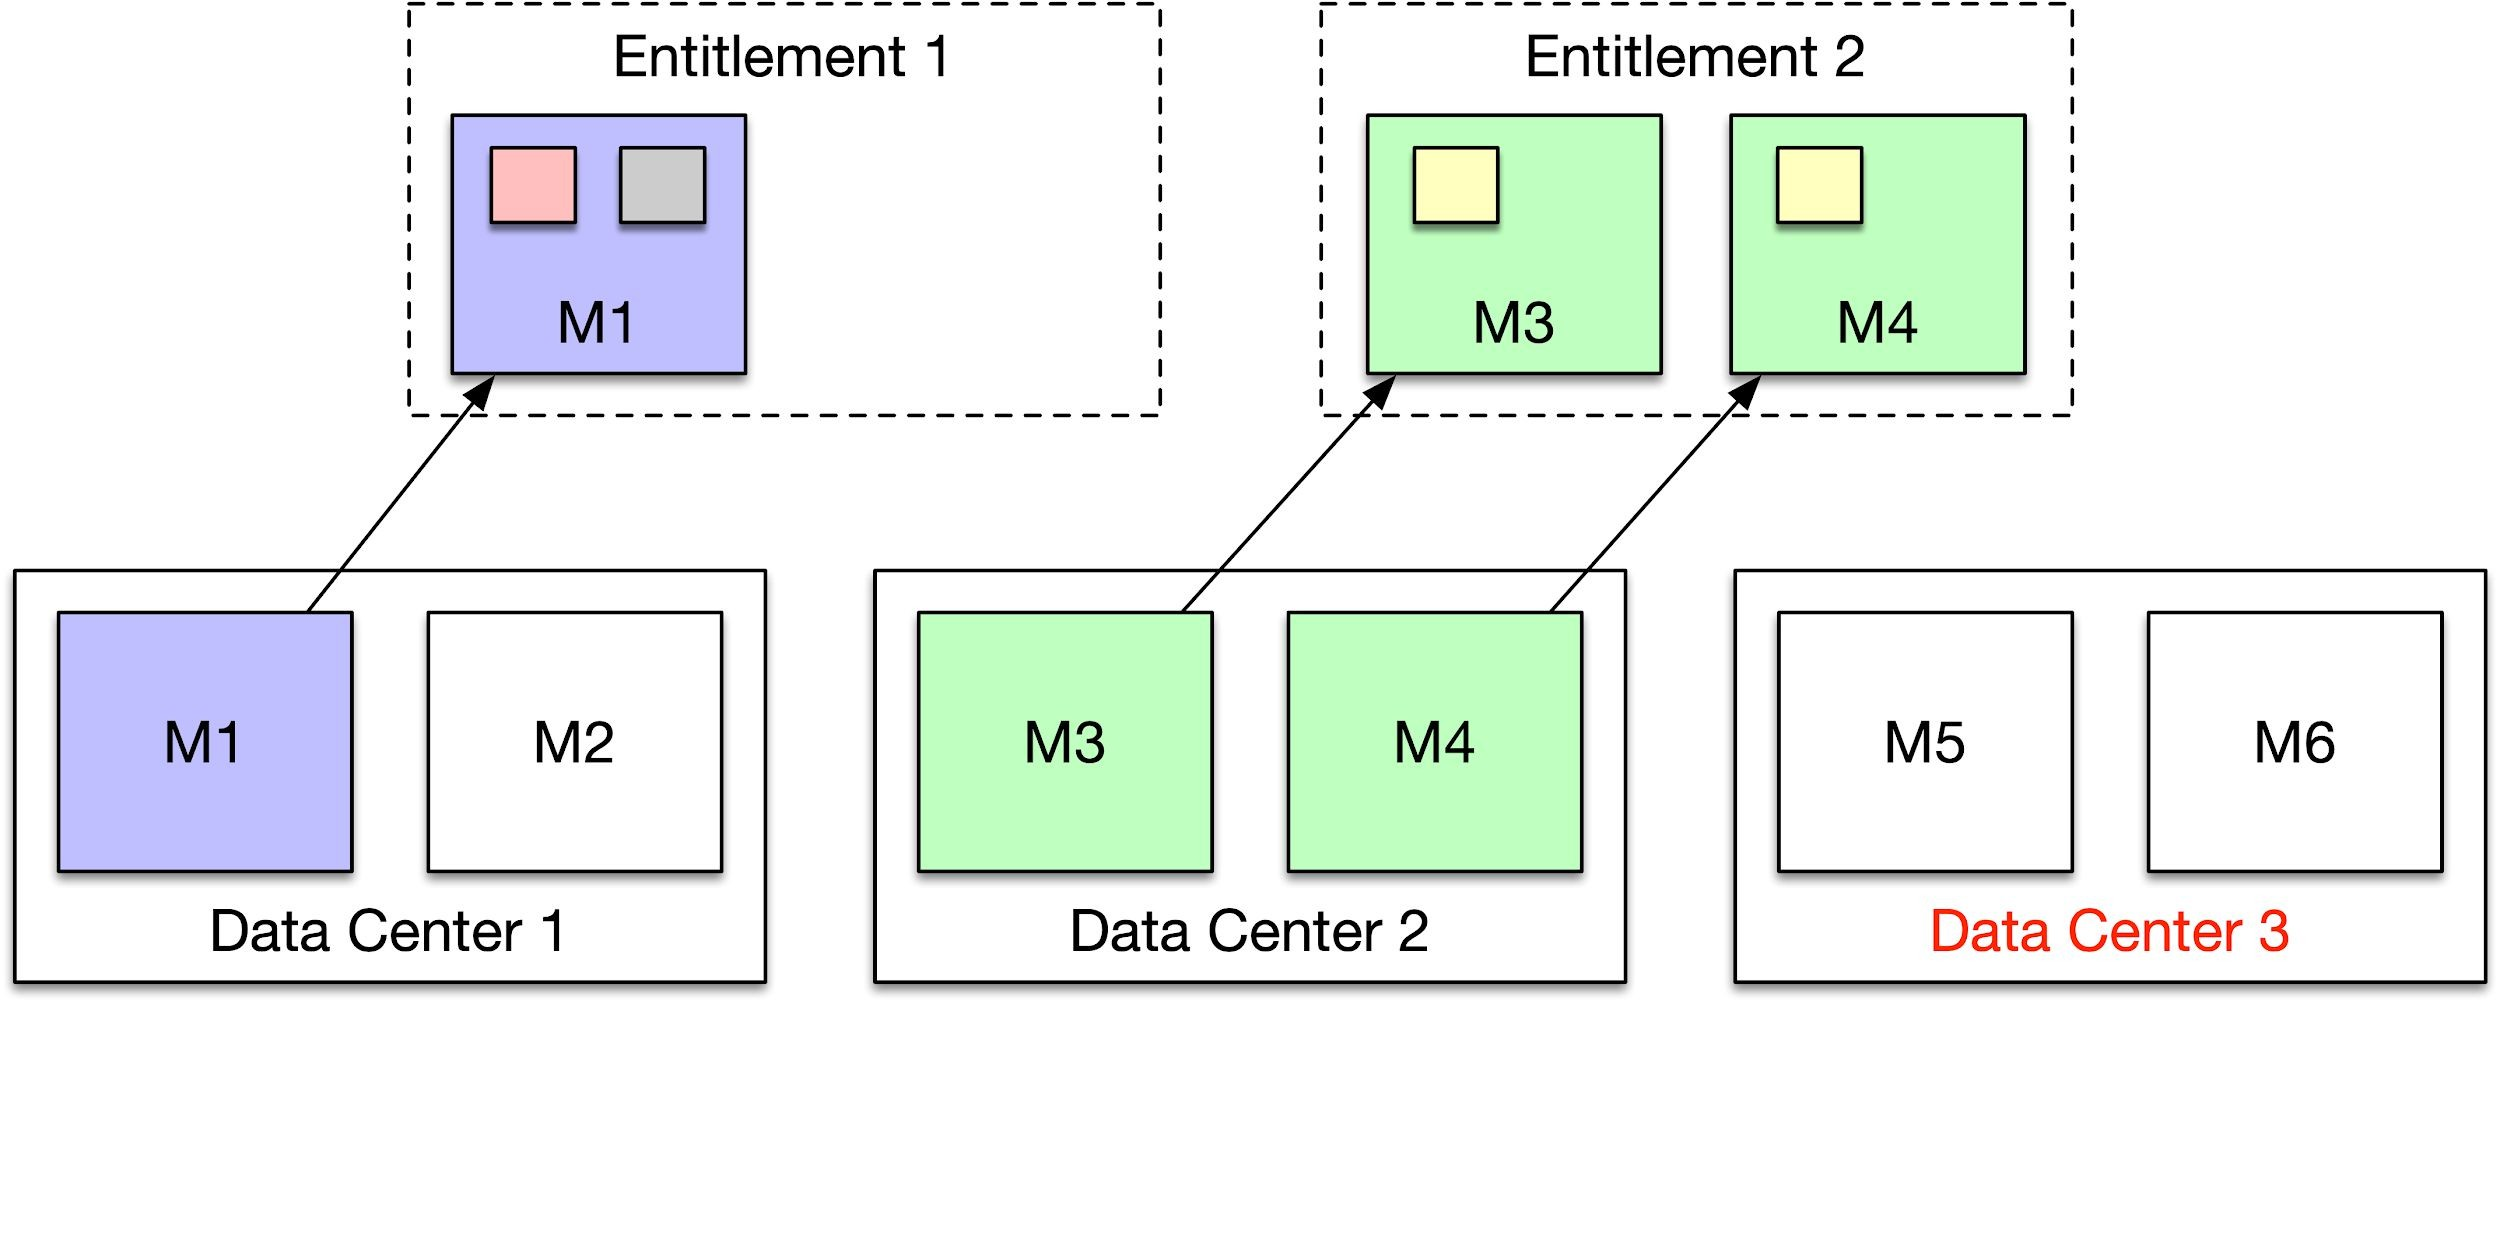 Entitlement 1
Entitlement 2
M1
M3
M4
M1
M2
M3
M4
M5
M6
Data Center 1
Data Center 2
Data Center 3